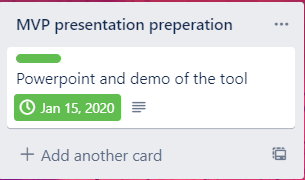 MVP presentation preperation
Powerpoint and demo of the tool
Jan 15, 2020
Add another card